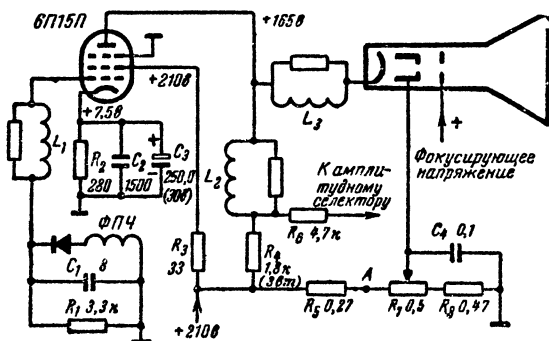 6П15П
+165в
+210в
+7,5в
L₁
R₂
280
C₂
1500
+
C₃
250,0
(30в)
L₂
L₃
+
Фокусирующее
напряжение
К ампли-
тудному
селектору
R₆ 4,7к
ФПЧ
C₁ 8
R₁ 3,3к
R₃
33
R₄
1,8к
(3вт)
C₄ 0,1
+210в
R₅ 0,27
A
R₇ 0,5
R₈ 0,47